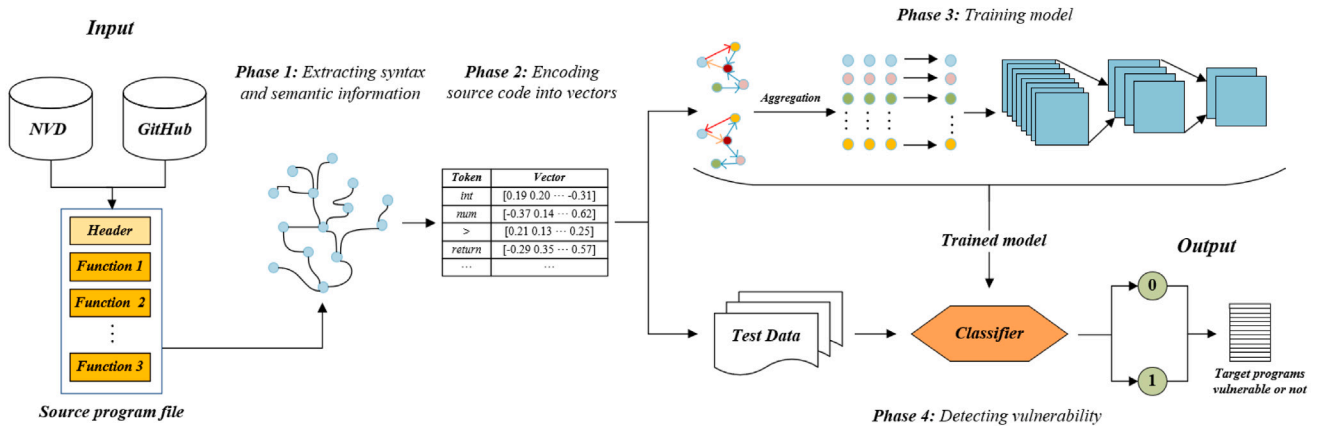 Input
NVD
GitHub
Header
Function 1
Function 2
⋮
Function 3
Source program file
Phase 1: Extracting syntax
and semantic information
Phase 2: Encoding
source code into vectors
Token Vector
int [0.19 0.20 ··· -0.31]
num [-0.37 0.14 ··· 0.62]
> [0.21 0.13 ··· 0.25]
return [-0.29 0.35 ··· 0.57]
··· ···
Phase 3: Training model
Aggregation
Trained model
Test Data
Classifier
Output
0
1
Target programs
vulnerable or not
Phase 4: Detecting vulnerability